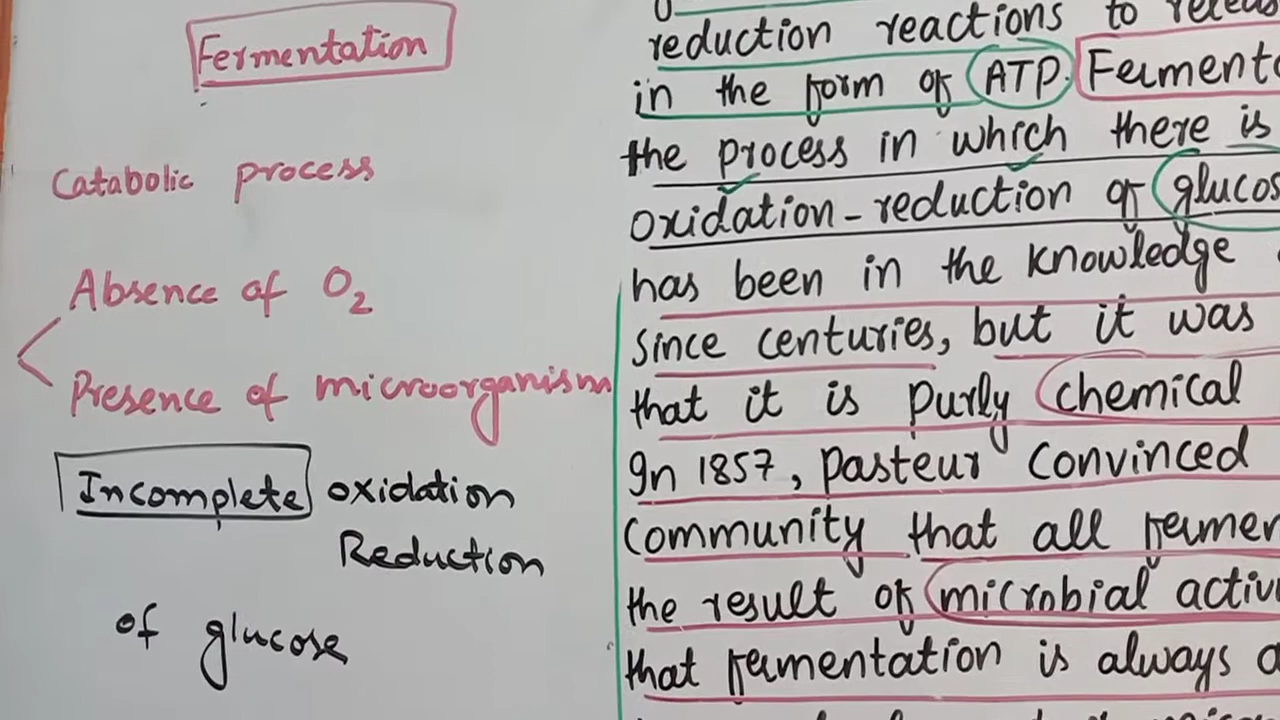 Fermentation
Catabolic process
Absence of O2
Presence of microorganism
Incomplete oxidation
Reduction
of glucose
reduction reactions to
in the form of ATP. Ferment
the process in which there is
oxidation-reduction of glucos
has been in the knowledge
since centuries, but it was
that it is purly chemical
In 1857, pasteur convinced
community that all fermen
the result of microbial activ
that fermentation is always a